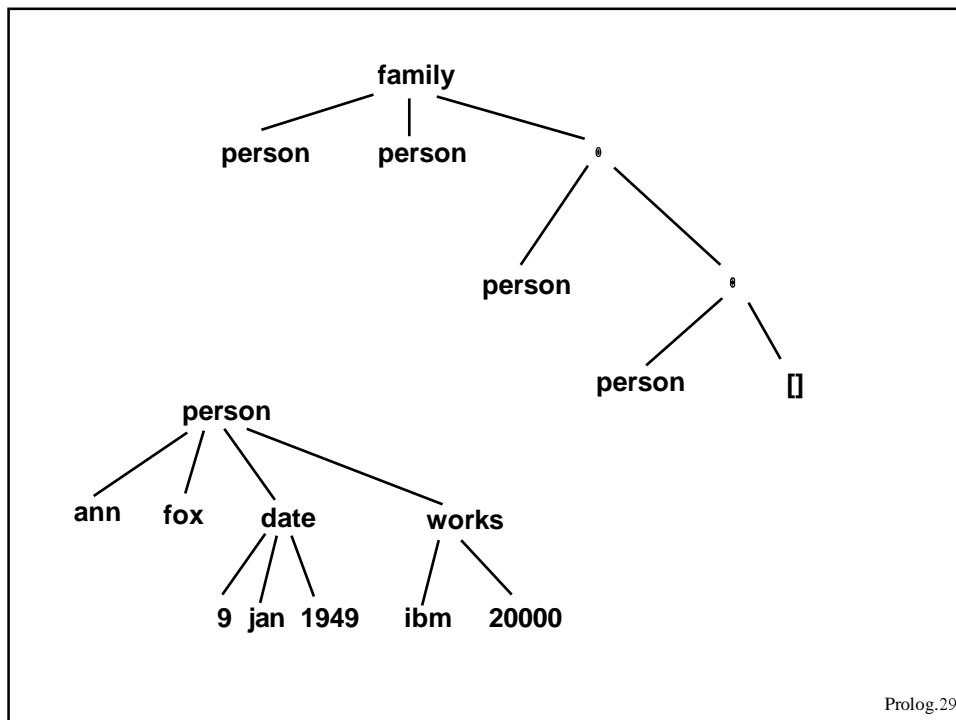 family
person person
person
person []
person
ann fox date works
9 jan 1949 ibm 20000
Prolog.29